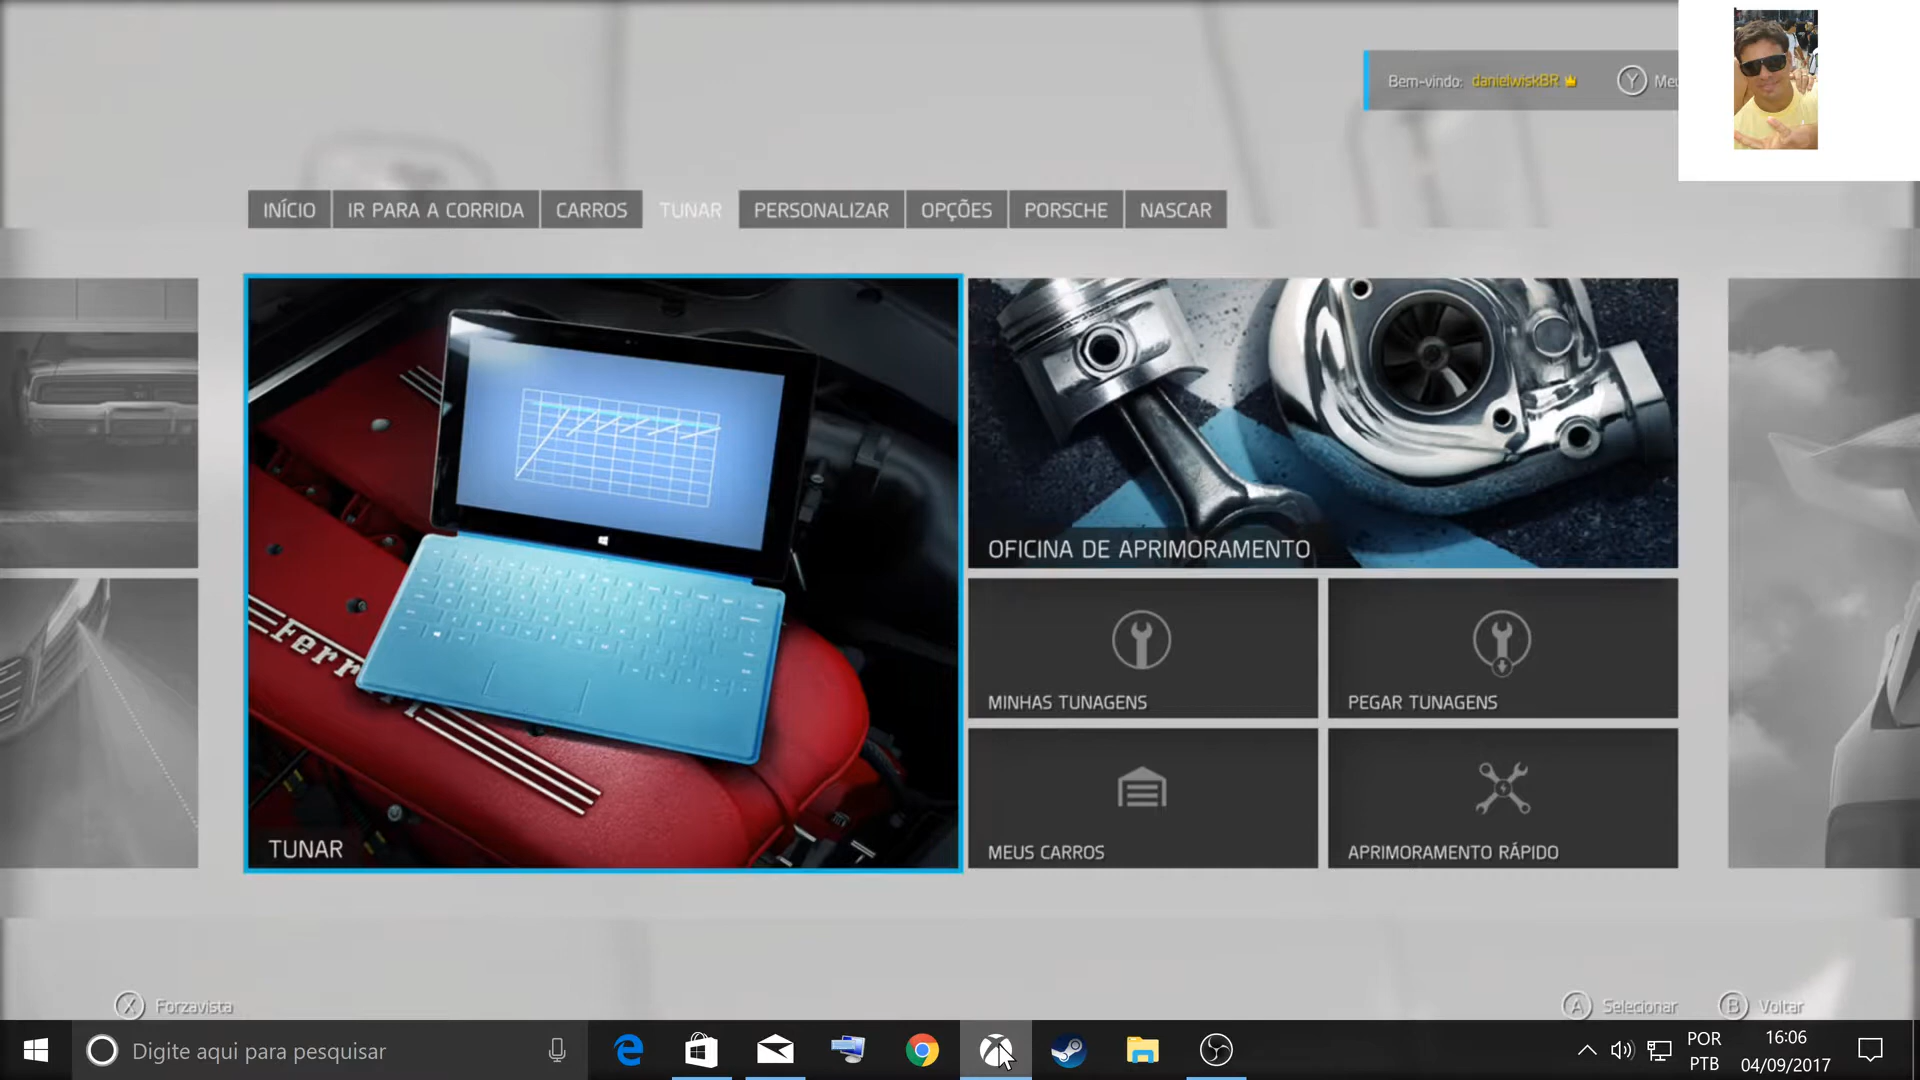 Bem-vindo: danielwiskBR
Y
INÍCIO
IR PARA A CORRIDA
CARROS
TUNAR
PERSONALIZAR
OPÇÕES
PORSCHE
NASCAR
TUNAR
OFICINA DE APRIMORAMENTO
MINHAS TUNAGENS
PEGAR TUNAGENS
MEUS CARROS
APRIMORAMENTO RÁPIDO
X Forzavista
A Selecionar
B Voltar
Digite aqui para pesquisar
POR
PTB
16:06
04/09/2017